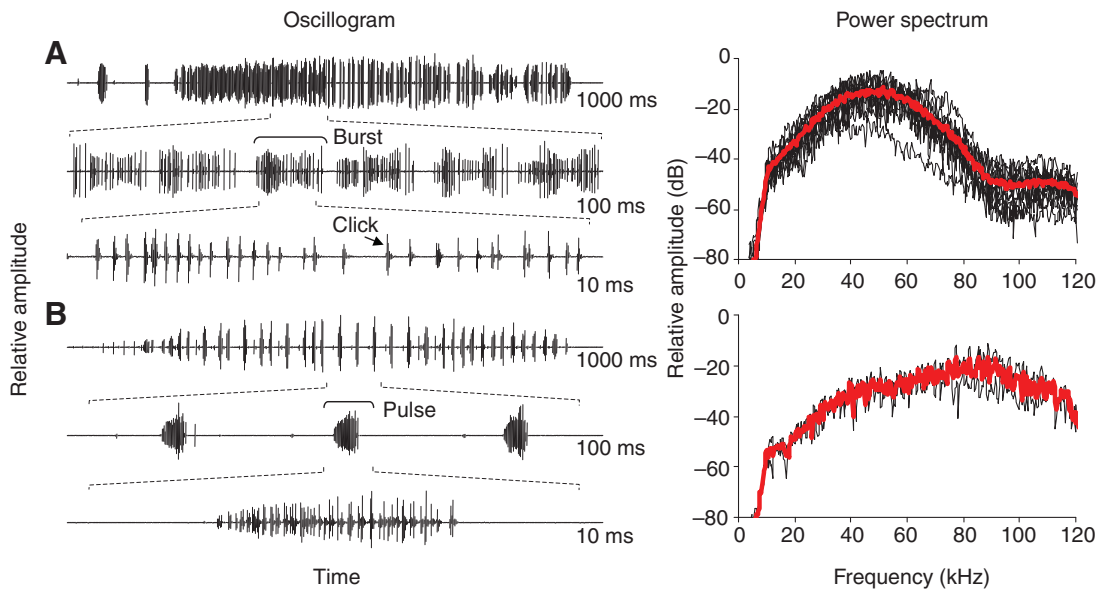 Oscillogram
Power spectrum
A
1000 ms
Burst
100 ms
Click
10 ms
B
1000 ms
Pulse
100 ms
10 ms
Relative amplitude
Time
Relative amplitude (dB)
0
–20
–40
–60
–80
0 20 40 60 80 100 120
0
–20
–40
–60
–80
0 20 40 60 80 100 120
Frequency (kHz)